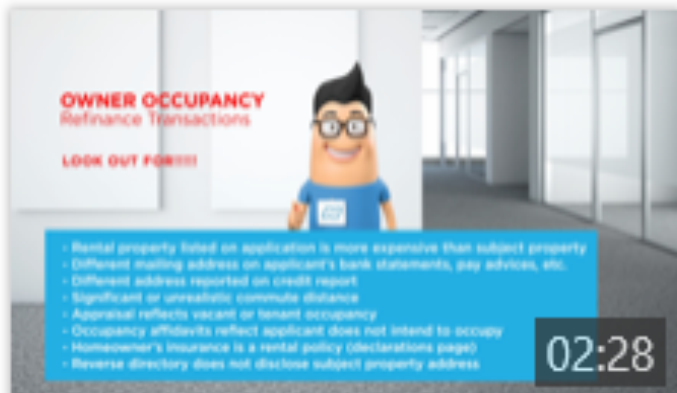 OWNER OCCUPANCY
Refinance Transactions
LOOK OUT FOR!!!!!
• Rental property listed on application is more expensive than subject property
• Different mailing address on applicant's bank statements, pay advices, etc.
• Different address reported on credit report
• Significant or unrealistic commute distance
• Appraisal reflects vacant or tenant occupancy
• Occupancy affidavits reflect applicant does not intend to occupy
• Homeowner's insurance is a rental policy (declarations page)
• Reverse directory does not disclose subject property address
02:28